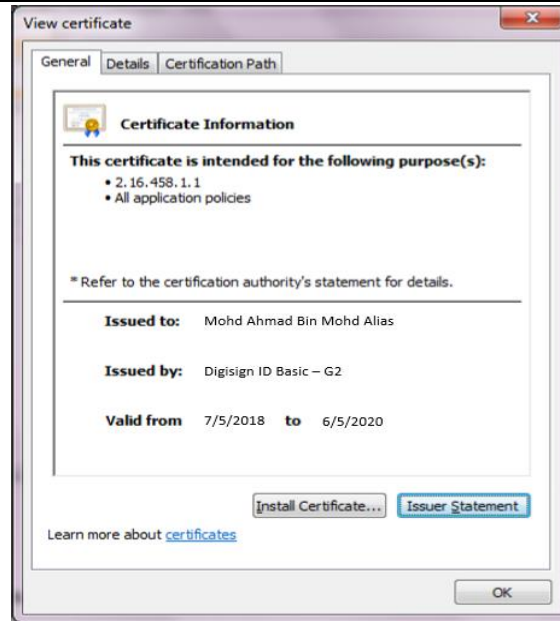 View certificate
General Details Certification Path
Certificate Information
This certificate is intended for the following purpose(s):
• 2.16.458.1.1
• All application policies
* Refer to the certification authority's statement for details.
Issued to: Mohd Ahmad Bin Mohd Alias
Issued by: Digisign ID Basic – G2
Valid from 7/5/2018 to 6/5/2020
Install Certificate... Issuer Statement
Learn more about certificates
OK